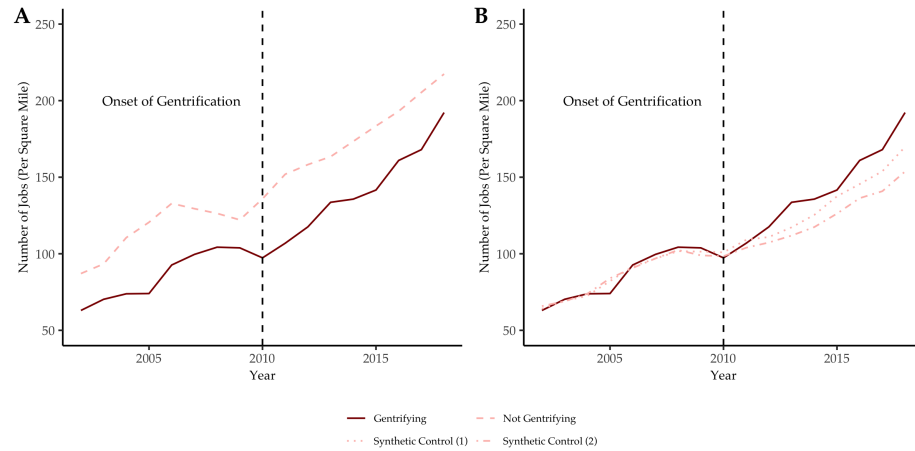 A
250
200
150
100
50
Number of Jobs (Per Square Mile)
Onset of Gentrification
2005
2010
2015
Year
B
250
200
150
100
50
Number of Jobs (Per Square Mile)
Onset of Gentrification
2005
2010
2015
Year
Gentrifying
Not Gentrifying
Synthetic Control (1)
Synthetic Control (2)